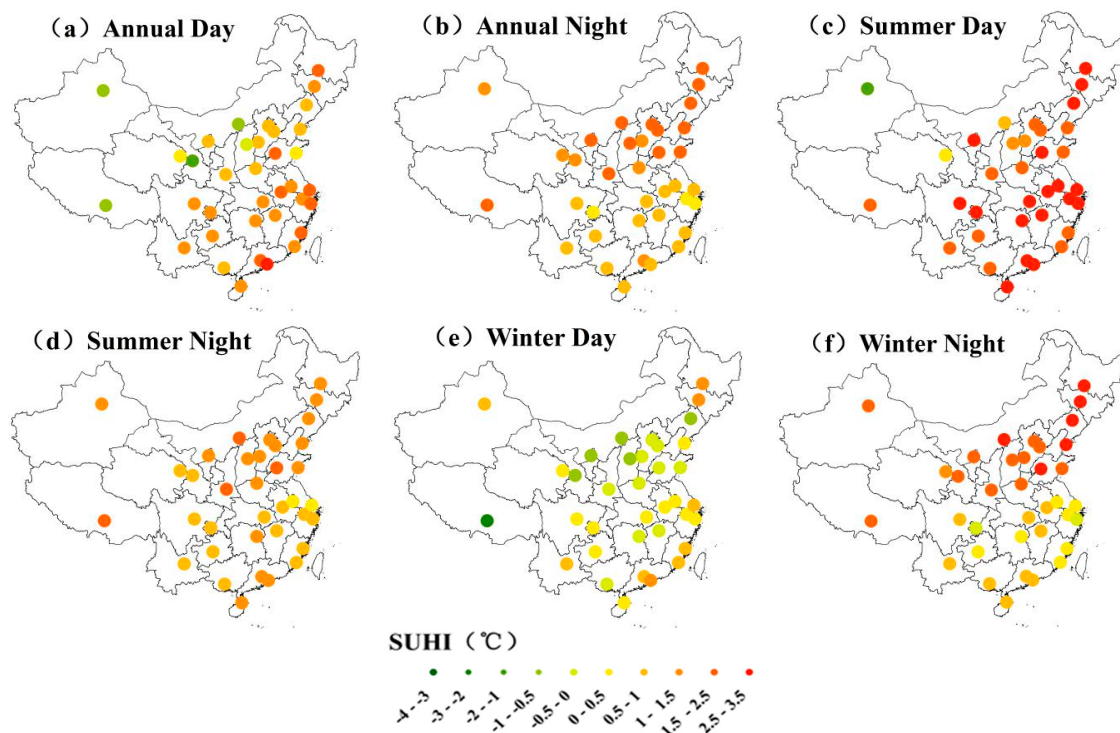 （a）Annual Day
（b）Annual Night
（c）Summer Day
（d）Summer Night
（e）Winter Day
（f）Winter Night
SUHI（℃）
-4 - -3
-3 - -2
-2 - -1
-1 - -0.5
-0.5 - 0
0 - 0.5
0.5 - 1
1 - 1.5
1.5 - 2.5
2.5 - 3.5